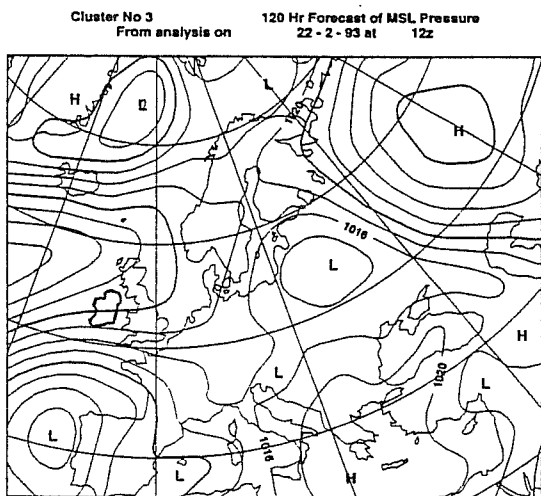 Cluster No 3 120 Hr Forecast of MSL Pressure
From analysis on 22 - 2 - 93 at 12z
L
H
1020
H
1016
L
H
L
1020
L
L
1016
L
H